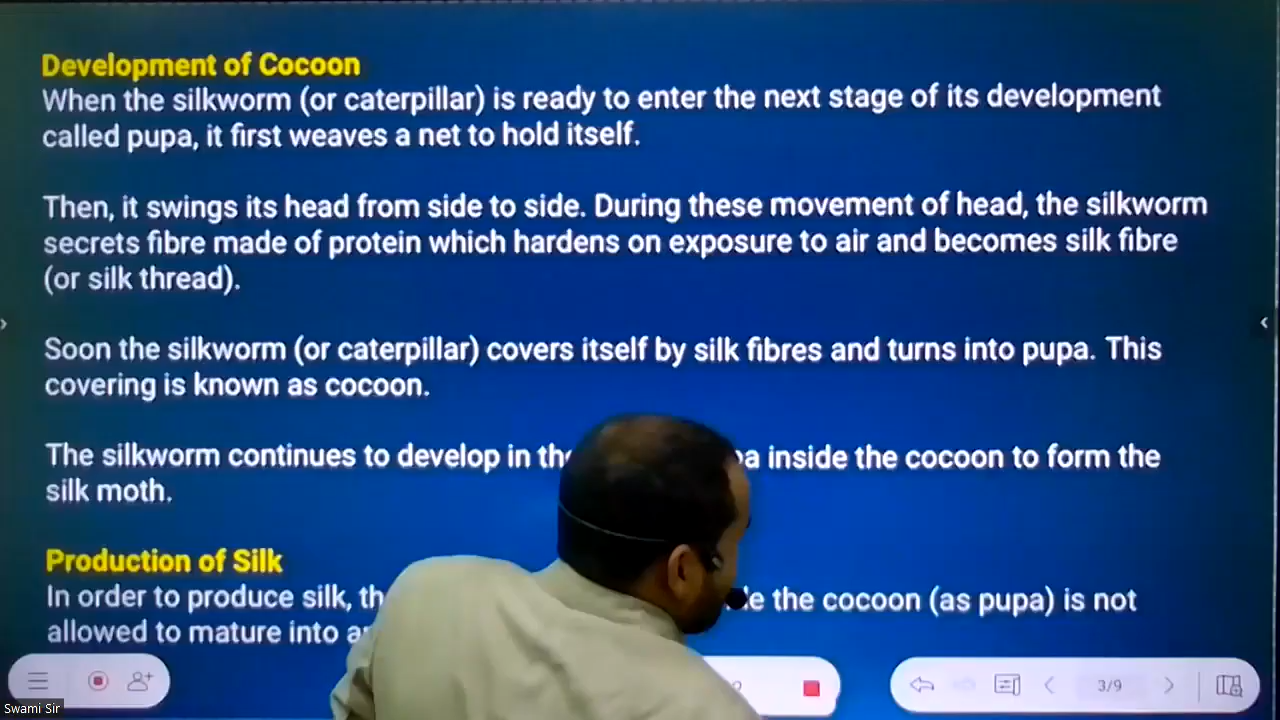 Development of Cocoon
When the silkworm (or caterpillar) is ready to enter the next stage of its development
called pupa, it first weaves a net to hold itself.
Then, it swings its head from side to side. During these movement of head, the silkworm
secrets fibre made of protein which hardens on exposure to air and becomes silk fibre
(or silk thread).
Soon the silkworm (or caterpillar) covers itself by silk fibres and turns into pupa. This
covering is known as cocoon.
The silkworm continues to develop in inside the cocoon to form the
silk moth.
Production of Silk
In order to produce silk, the cocoon (as pupa) is not
allowed to mature into
3/9
Swami Sir